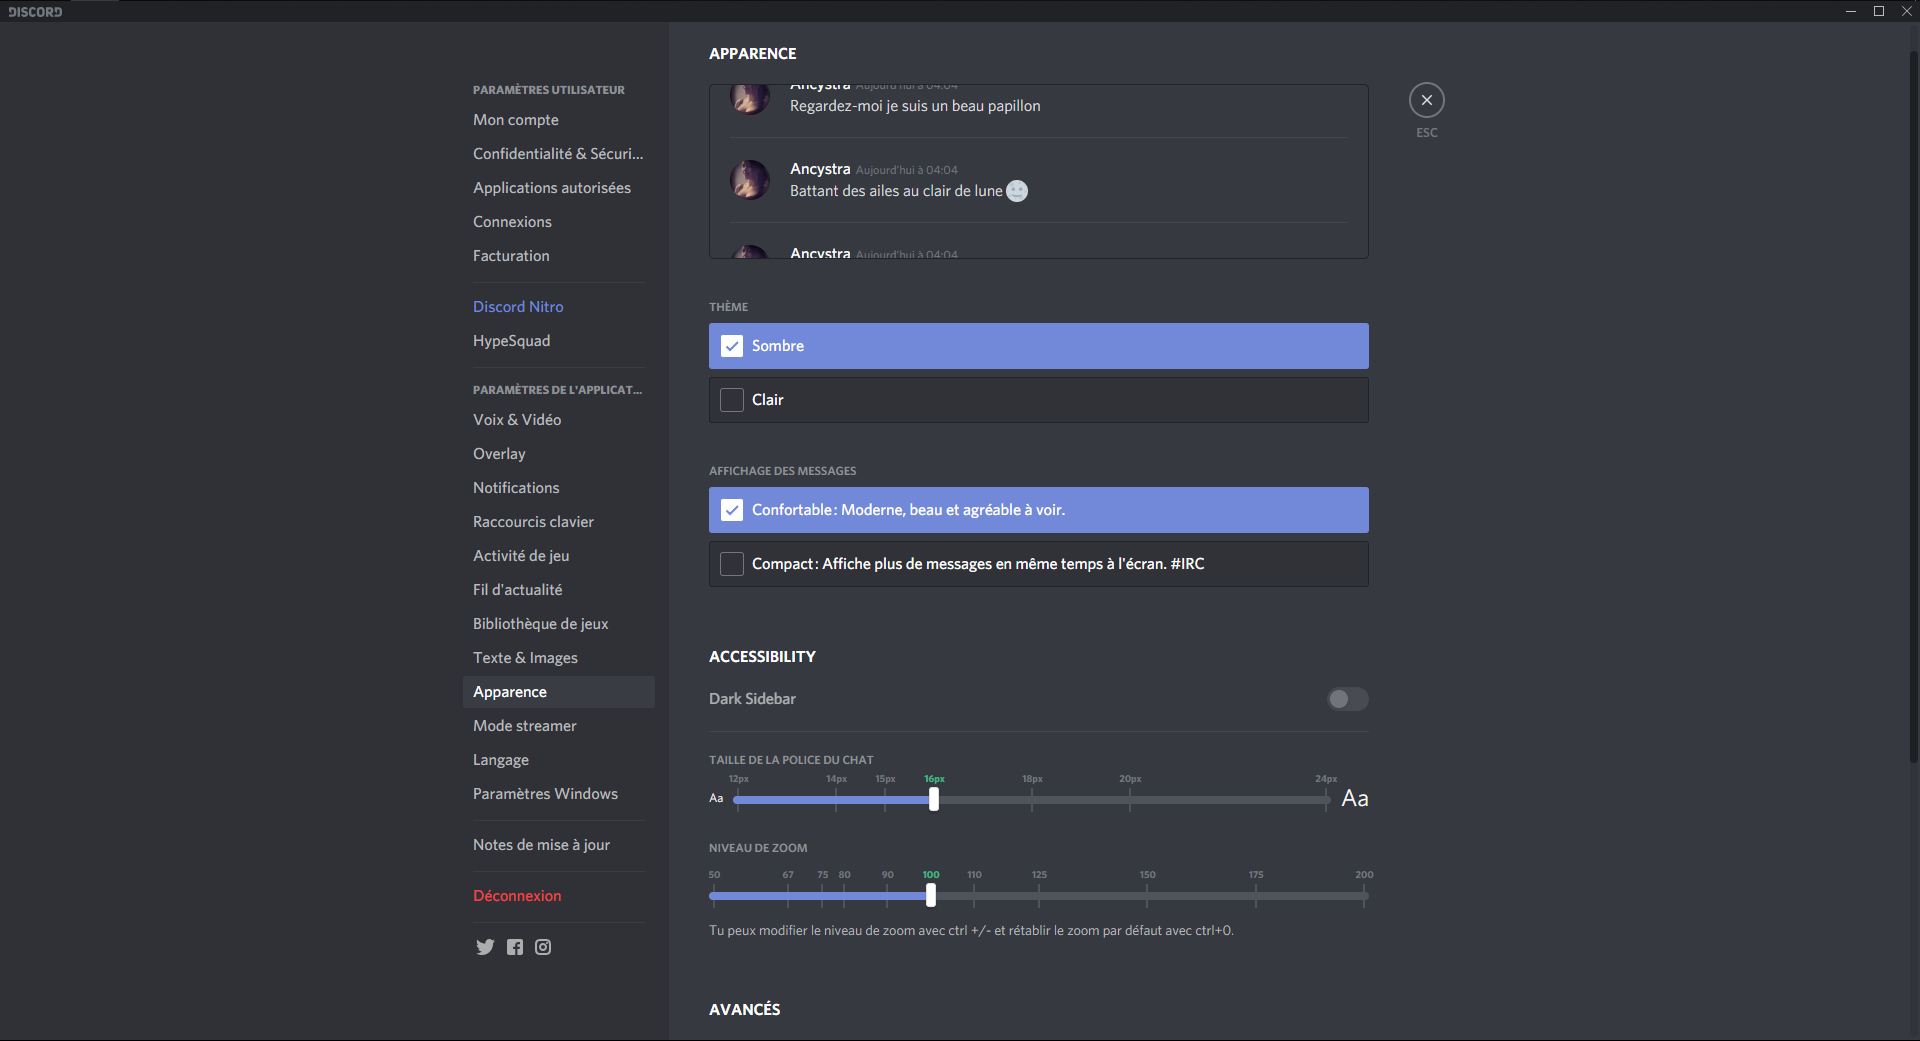 DISCORD
PARAMÈTRES UTILISATEUR
Mon compte
Confidentialité & Sécuri...
Applications autorisées
Connexions
Facturation
Discord Nitro
HypeSquad
PARAMÈTRES DE L'APPLICAT...
Voix & Vidéo
Overlay
Notifications
Raccourcis clavier
Activité de jeu
Fil d'actualité
Bibliothèque de jeux
Texte & Images
Apparence
Mode streamer
Langage
Paramètres Windows
Notes de mise à jour
Déconnexion
APPARENCE
Ancystra Aujourd'hui à 04:04
Regardez-moi je suis un beau papillon
Ancystra Aujourd'hui à 04:04
Battant des ailes au clair de lune
Ancystra Aujourd'hui à 04:04
ESC
THÈME
Sombre
Clair
AFFICHAGE DES MESSAGES
Confortable : Moderne, beau et agréable à voir.
Compact : Affiche plus de messages en même temps à l'écran. #IRC
ACCESSIBILITY
Dark Sidebar
TAILLE DE LA POLICE DU CHAT
12px 14px 15px 16px 18px 20px 24px
Aa Aa
NIVEAU DE ZOOM
50 67 75 80 90 100 110 125 150 175 200
Tu peux modifier le niveau de zoom avec ctrl +/- et rétablir le zoom par défaut avec ctrl+0.
AVANCÉS